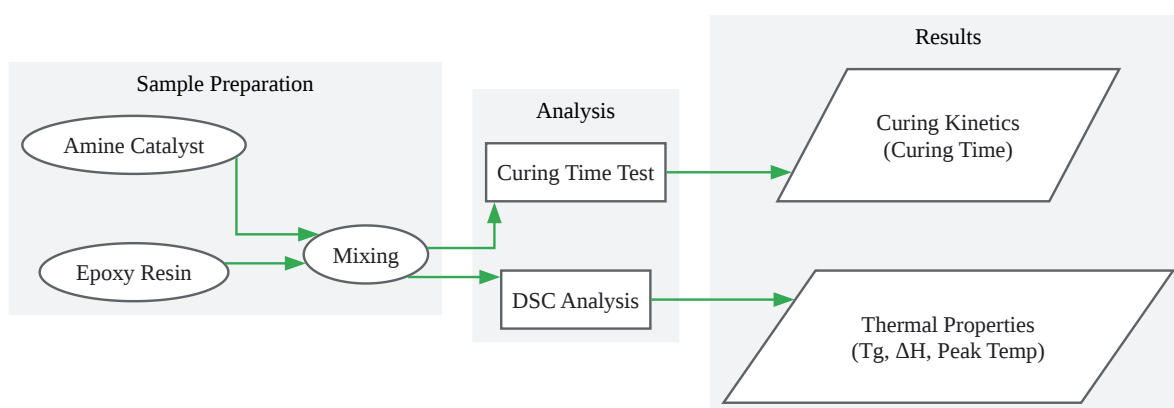 Sample Preparation
Amine Catalyst
Epoxy Resin
Mixing
Analysis
Curing Time Test
DSC Analysis
Results
Curing Kinetics
(Curing Time)
Thermal Properties
(Tg, ΔH, Peak Temp)